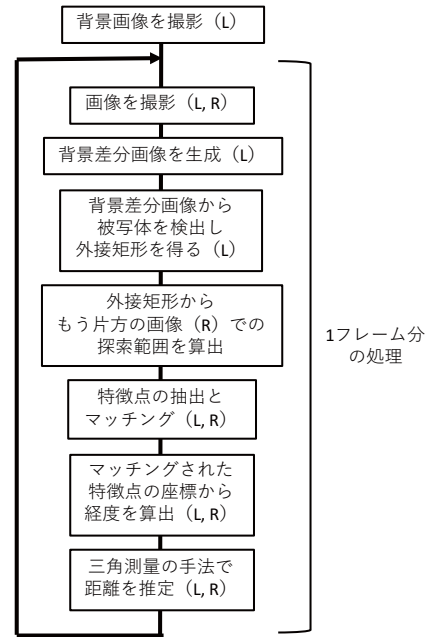 背景画像を撮影（L）
画像を撮影（L, R）
背景差分画像を生成（L）
背景差分画像から
被写体を検出し
外接矩形を得る（L）
外接矩形から
もう片方の画像（R）での
探索範囲を算出
特徴点の抽出と
マッチング（L, R）
マッチングされた
特徴点の座標から
経度を算出（L, R）
三角測量の手法で
距離を推定（L, R）
1フレーム分
の処理